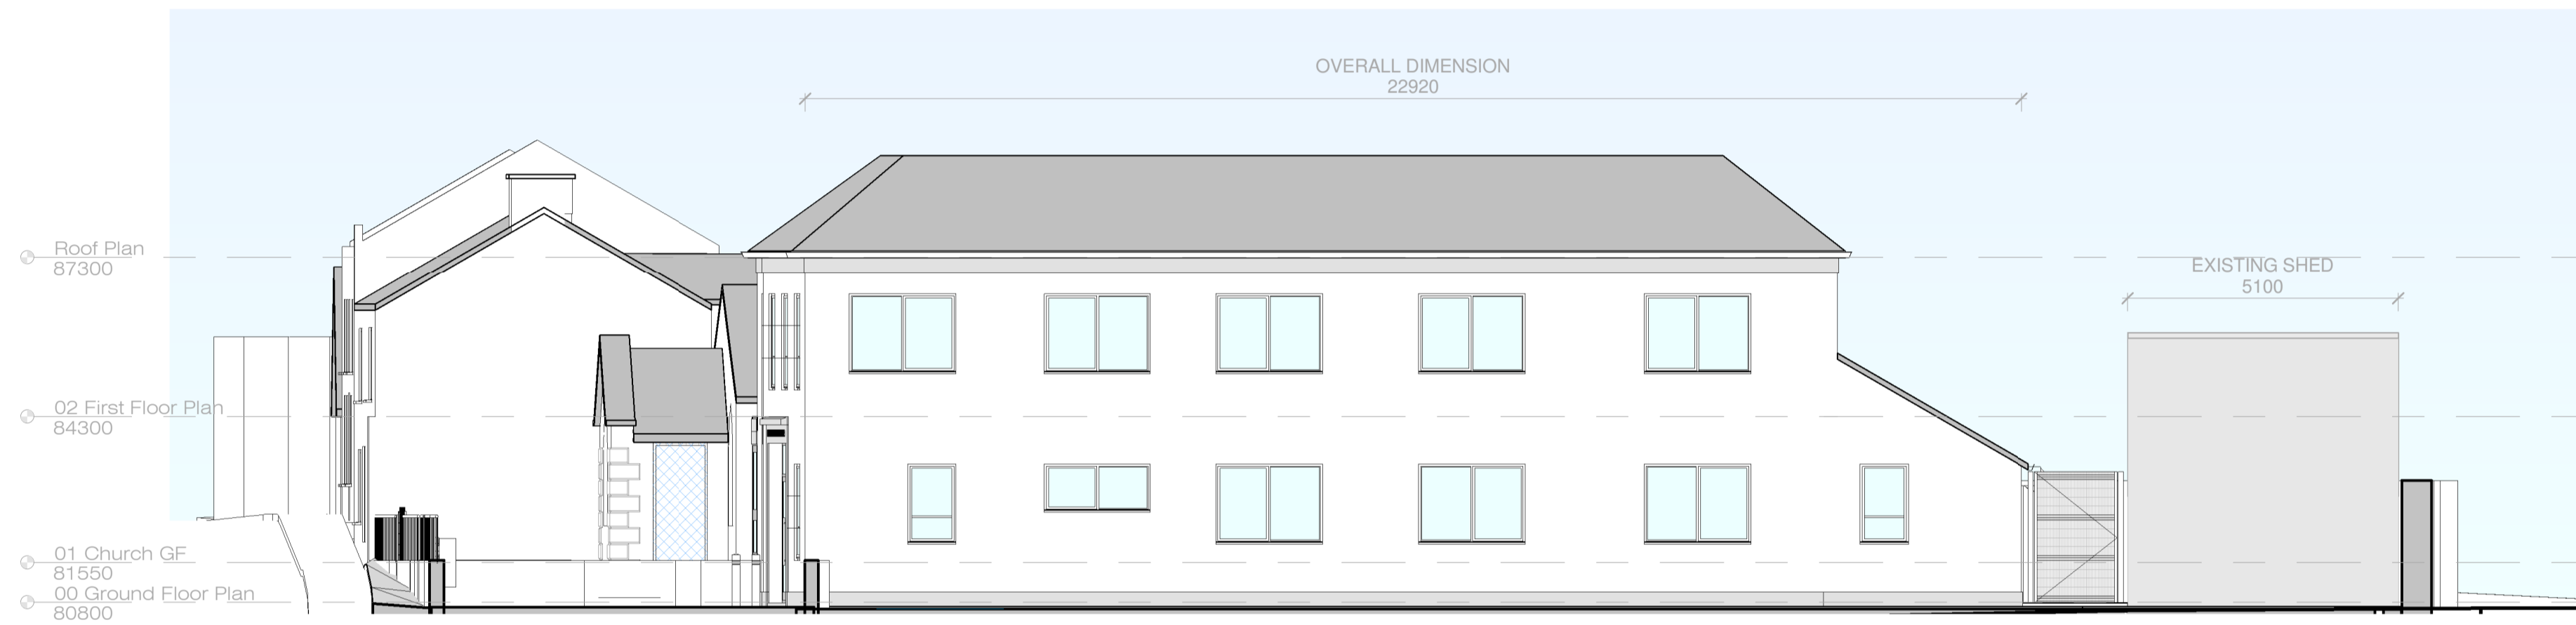 OVERALL DIMENSION
22920
Roof Plan
87300
EXISTING SHED
5100
02 First Floor Plan
84300
01 Church GF
81550
00 Ground Floor Plan
80800